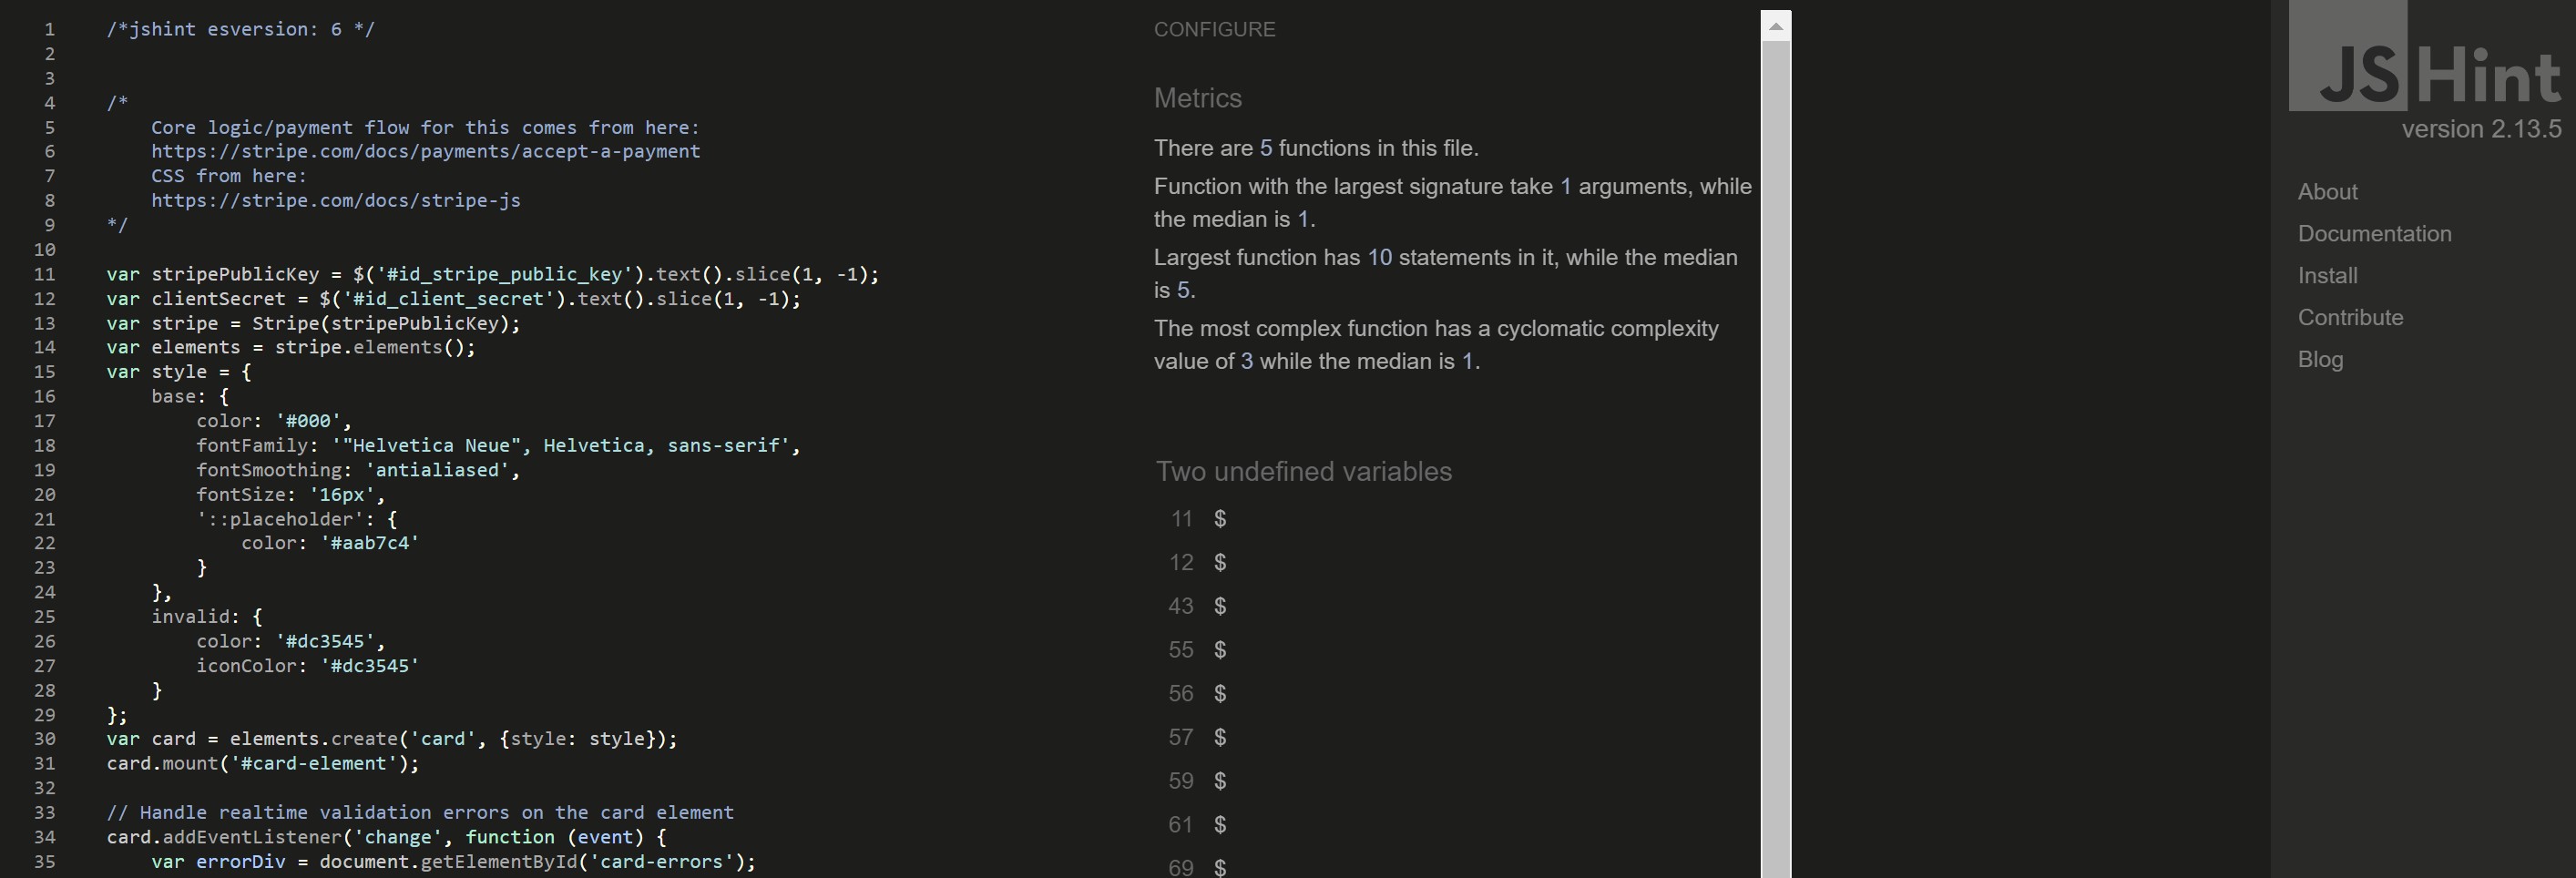 1 /*jshint esversion: 6 */
2
3
4 /*
5 Core logic/payment flow for this comes from here:
6 https://stripe.com/docs/payments/accept-a-payment
7 CSS from here:
8 https://stripe.com/docs/stripe-js
9 */
10
11 var stripePublicKey = $('#id_stripe_public_key').text().slice(1, -1);
12 var clientSecret = $('#id_client_secret').text().slice(1, -1);
13 var stripe = Stripe(stripePublicKey);
14 var elements = stripe.elements();
15 var style = {
16 base: {
17 color: '#000',
18 fontFamily: '"Helvetica Neue", Helvetica, sans-serif',
19 fontSmoothing: 'antialiased',
20 fontSize: '16px',
21 '::placeholder': {
22 color: '#aab7c4'
23 }
24 },
25 invalid: {
26 color: '#dc3545',
27 iconColor: '#dc3545'
28 }
29 };
30 var card = elements.create('card', {style: style});
31 card.mount('#card-element');
32
33 // Handle realtime validation errors on the card element
34 card.addEventListener('change', function (event) {
35 var errorDiv = document.getElementById('card-errors');
CONFIGURE
Metrics
There are 5 functions in this file.
Function with the largest signature take 1 arguments, while
the median is 1.
Largest function has 10 statements in it, while the median
is 5.
The most complex function has a cyclomatic complexity
value of 3 while the median is 1.
Two undefined variables
11 $
12 $
43 $
55 $
56 $
57 $
59 $
61 $
69 $
JSHint
version 2.13.5
About
Documentation
Install
Contribute
Blog